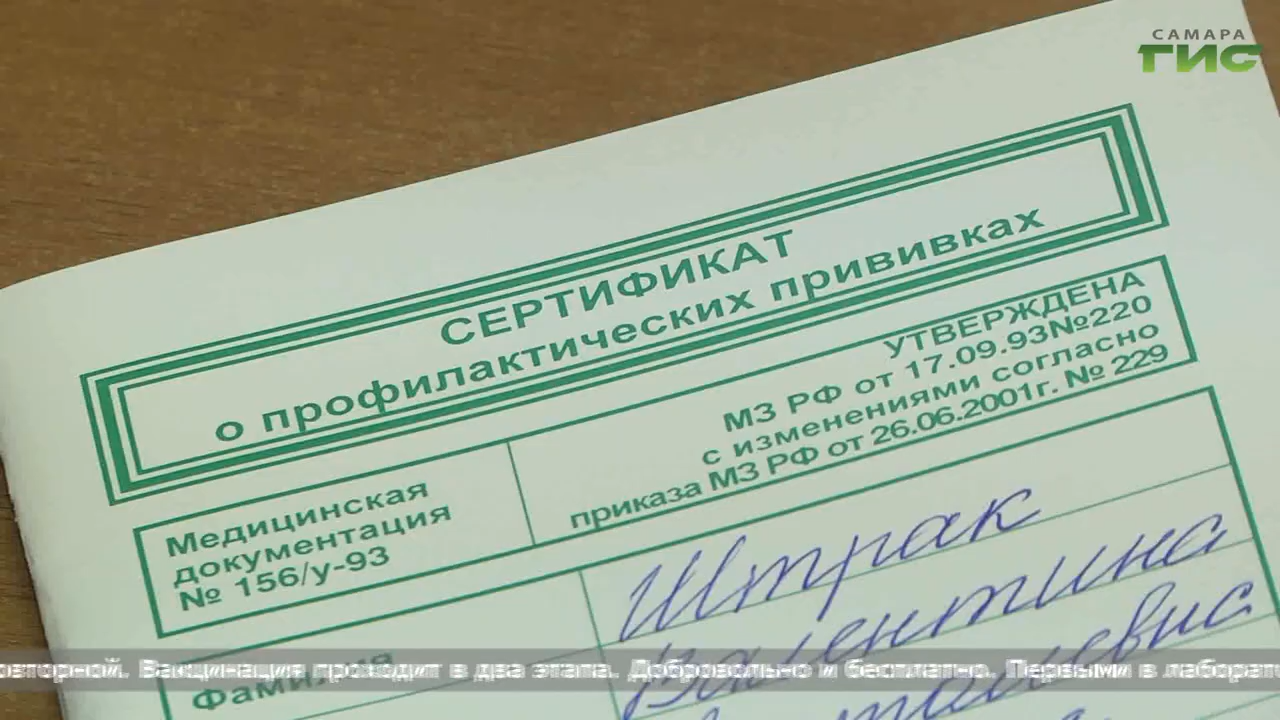 САМАРА
ГИС
СЕРТИФИКАТ
о профилактических прививках
УТВЕРЖДЕНА
МЗ РФ от 17.09.93№220
с изменениями согласно
приказа МЗ РФ от 26.06.2001г. № 229
Медицинская
документация
№ 156/у-93
Штрак
Валентина
Фамилия
Вакцинация проходит в два этапа. Добровольно и бесплатно. Первыми в